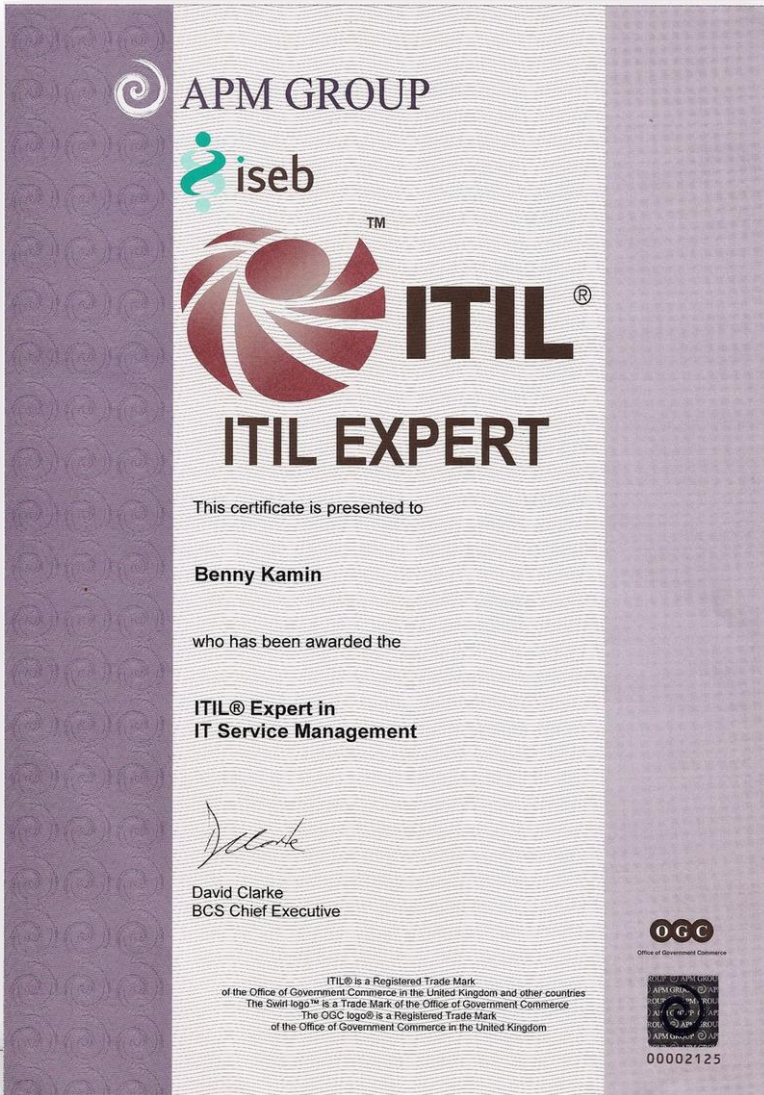 APM GROUP
iseb
TM
ITIL®
ITIL EXPERT
This certificate is presented to
Benny Kamin
who has been awarded the
ITIL® Expert in
IT Service Management
DClarke
David Clarke
BCS Chief Executive
OGC
Office of Government Commerce
ITIL® is a Registered Trade Mark
of the Office of Government Commerce in the United Kingdom and other countries
The Swirl logo™ is a Trade Mark of the Office of Government Commerce
The OGC logo® is a Registered Trade Mark
of the Office of Government Commerce in the United Kingdom
APM GROUP
00002125